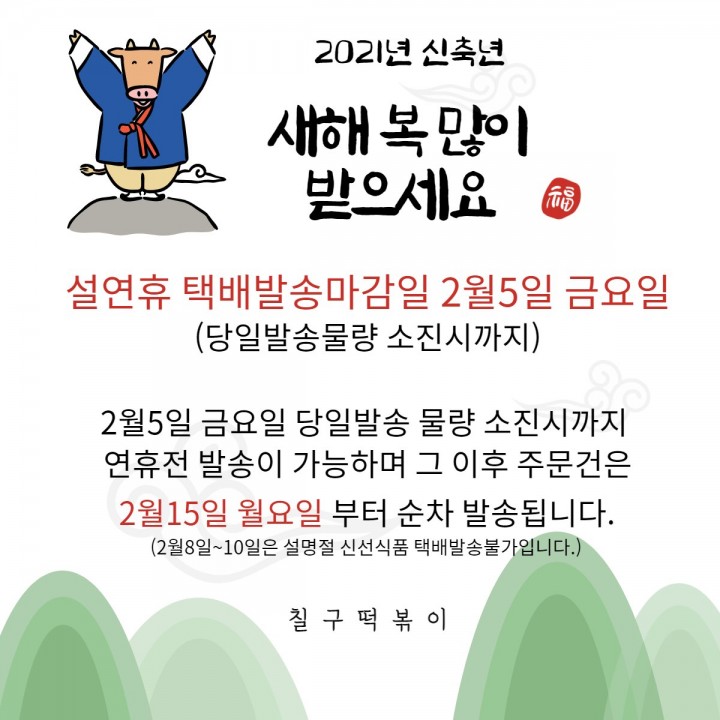 2021년 신축년
새해 복 많이
받으세요
福
설연휴 택배발송마감일 2월5일 금요일
(당일발송물량 소진시까지)
2월5일 금요일 당일발송 물량 소진시까지
연휴전 발송이 가능하며 그 이후 주문건은
2월15일 월요일 부터 순차 발송됩니다.
(2월8일~10일은 설명절 신선식품 택배발송불가입니다.)
칠구떡볶이